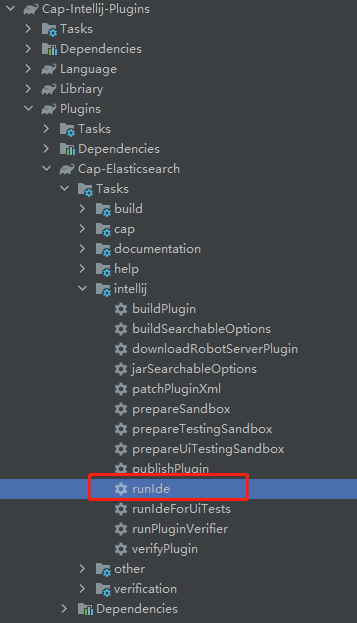 Cap-Intellij-Plugins
Tasks
Dependencies
Language
Libriary
Plugins
Tasks
Dependencies
Cap-Elasticsearch
Tasks
build
cap
documentation
help
intellij
buildPlugin
buildSearchableOptions
downloadRobotServerPlugin
jarSearchableOptions
patchPluginXml
prepareSandbox
prepareTestingSandbox
prepareUiTestingSandbox
publishPlugin
runIde
runIdeForUiTests
runPluginVerifier
verifyPlugin
other
verification
Dependencies